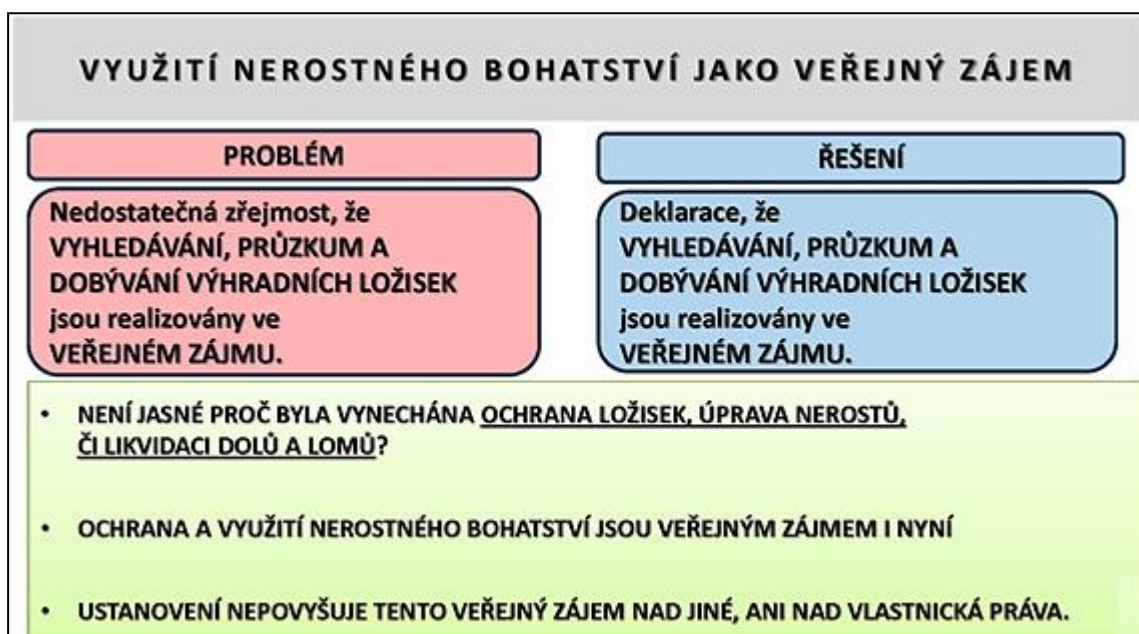 VYUŽITÍ NEROSTNÉHO BOHATSTVÍ JAKO VEŘEJNÝ ZÁJEM
PROBLÉM
Nedostatečná zřejmost, že
VYHLEDÁVÁNÍ, PRŮZKUM A
DOBÝVÁNÍ VÝHRADNÍCH LOŽISEK
jsou realizovány ve
VEŘEJNÉM ZÁJMU.
ŘEŠENÍ
Deklarace, že
VYHLEDÁVÁNÍ, PRŮZKUM A
DOBÝVÁNÍ VÝHRADNÍCH LOŽISEK
jsou realizovány ve
VEŘEJNÉM ZÁJMU.
• NENÍ JASNÉ PROČ BYLA VYNECHÁNA OCHRANA LOŽISEK, ÚPRAVA NEROSTŮ,
ČI LIKVIDACI DOLŮ A LOMŮ?
• OCHRANA A VYUŽITÍ NEROSTNÉHO BOHATSTVÍ JSOU VEŘEJNÝM ZÁJMEM I NYNÍ
• USTANOVENÍ NEPOVYŠUJE TENTO VEŘEJNÝ ZÁJEM NAD JINÉ, ANI NAD VLASTNICKÁ PRÁVA.